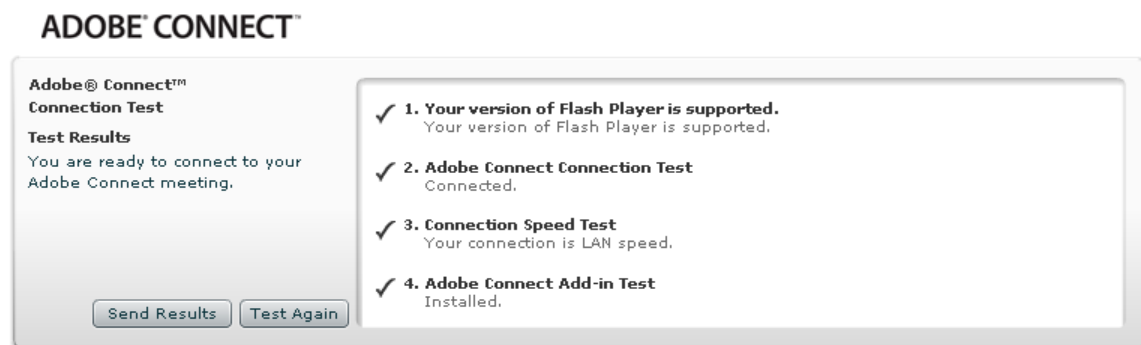 ADOBE® CONNECT™
Adobe® Connect™
Connection Test
Test Results
You are ready to connect to your
Adobe Connect meeting.
Send Results
Test Again
1. Your version of Flash Player is supported.
Your version of Flash Player is supported.
2. Adobe Connect Connection Test
Connected.
3. Connection Speed Test
Your connection is LAN speed.
4. Adobe Connect Add-in Test
Installed.